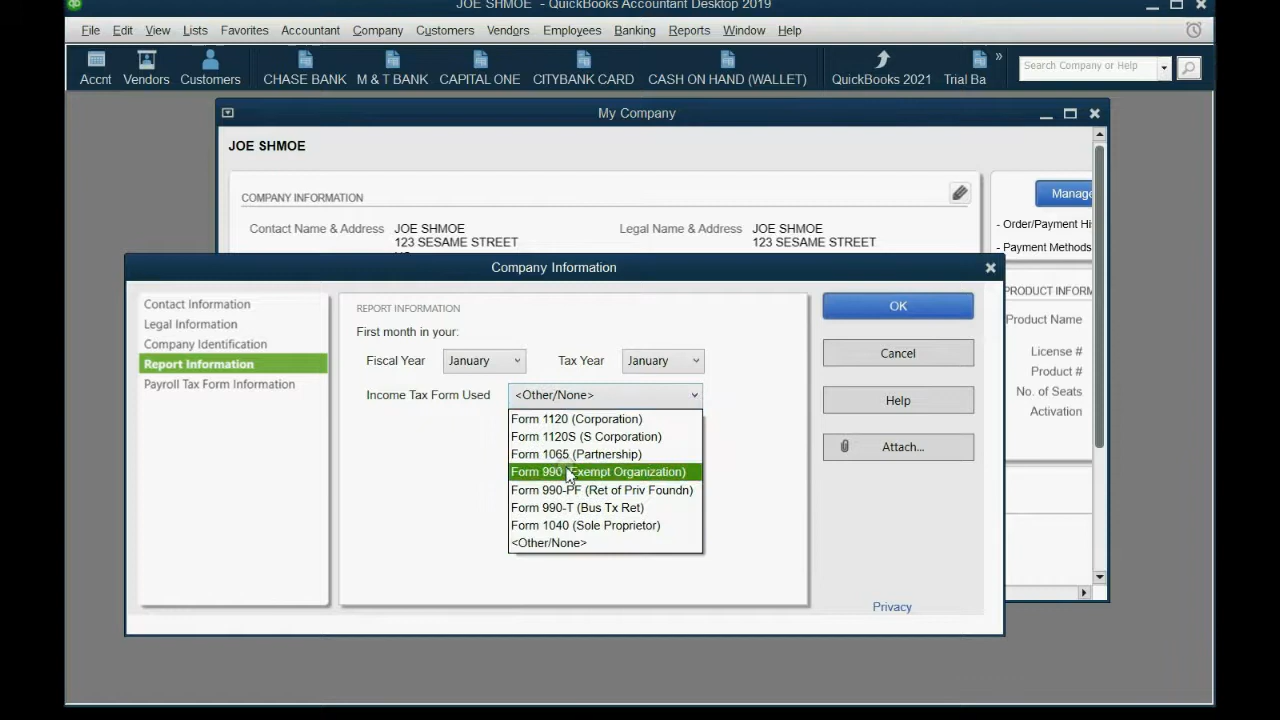 JOE SHMOE  - QuickBooks Accountant Desktop 2019
File Edit View Lists Favorites Accountant Company Customers Vendors Employees Banking Reports Window Help
Accnt Vendors Customers CHASE BANK M & T BANK CAPITAL ONE CITYBANK CARD CASH ON HAND (WALLET) QuickBooks 2021 Trial Ba » Search Company or Help
My Company
JOE SHMOE
COMPANY INFORMATION
Contact Name & Address JOE SHMOE Legal Name & Address JOE SHMOE
123 SESAME STREET 123 SESAME STREET
Manage
- Order/Payment Hi
- Payment Methods
PRODUCT INFORM
Product Name
License #
Product #
No. of Seats
Activation
Company Information
Contact Information
Legal Information
Company Identification
Report Information
Payroll Tax Form Information
REPORT INFORMATION
First month in your:
Fiscal Year January Tax Year January
Income Tax Form Used <Other/None>
Form 1120 (Corporation)
Form 1120S (S Corporation)
Form 1065 (Partnership)
Form 990 (Exempt Organization)
Form 990-PF (Ret of Priv Foundn)
Form 990-T (Bus Tx Ret)
Form 1040 (Sole Proprietor)
<Other/None>
OK
Cancel
Help
Attach...
Privacy